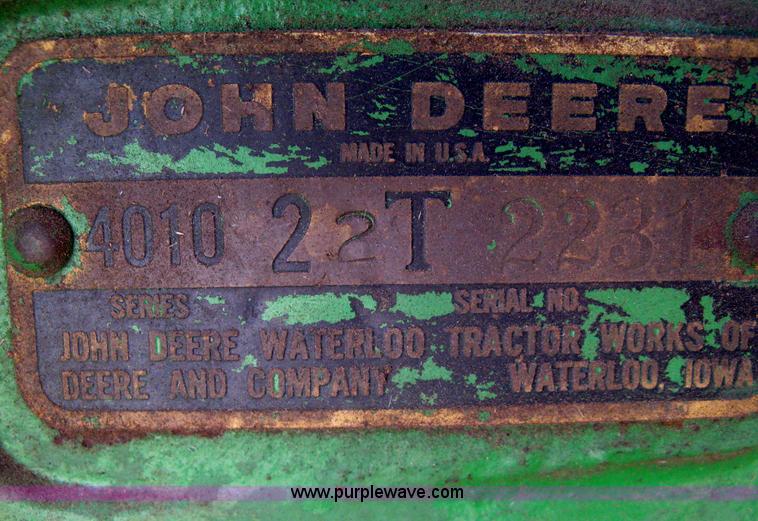 JOHN DEERE
MADE IN U.S.A.
4010 2 2 T 2231
SERIES SERIAL NO.
JOHN DEERE WATERLOO TRACTOR WORKS OF
DEERE AND COMPANY WATERLOO, IOWA
www.purplewave.com